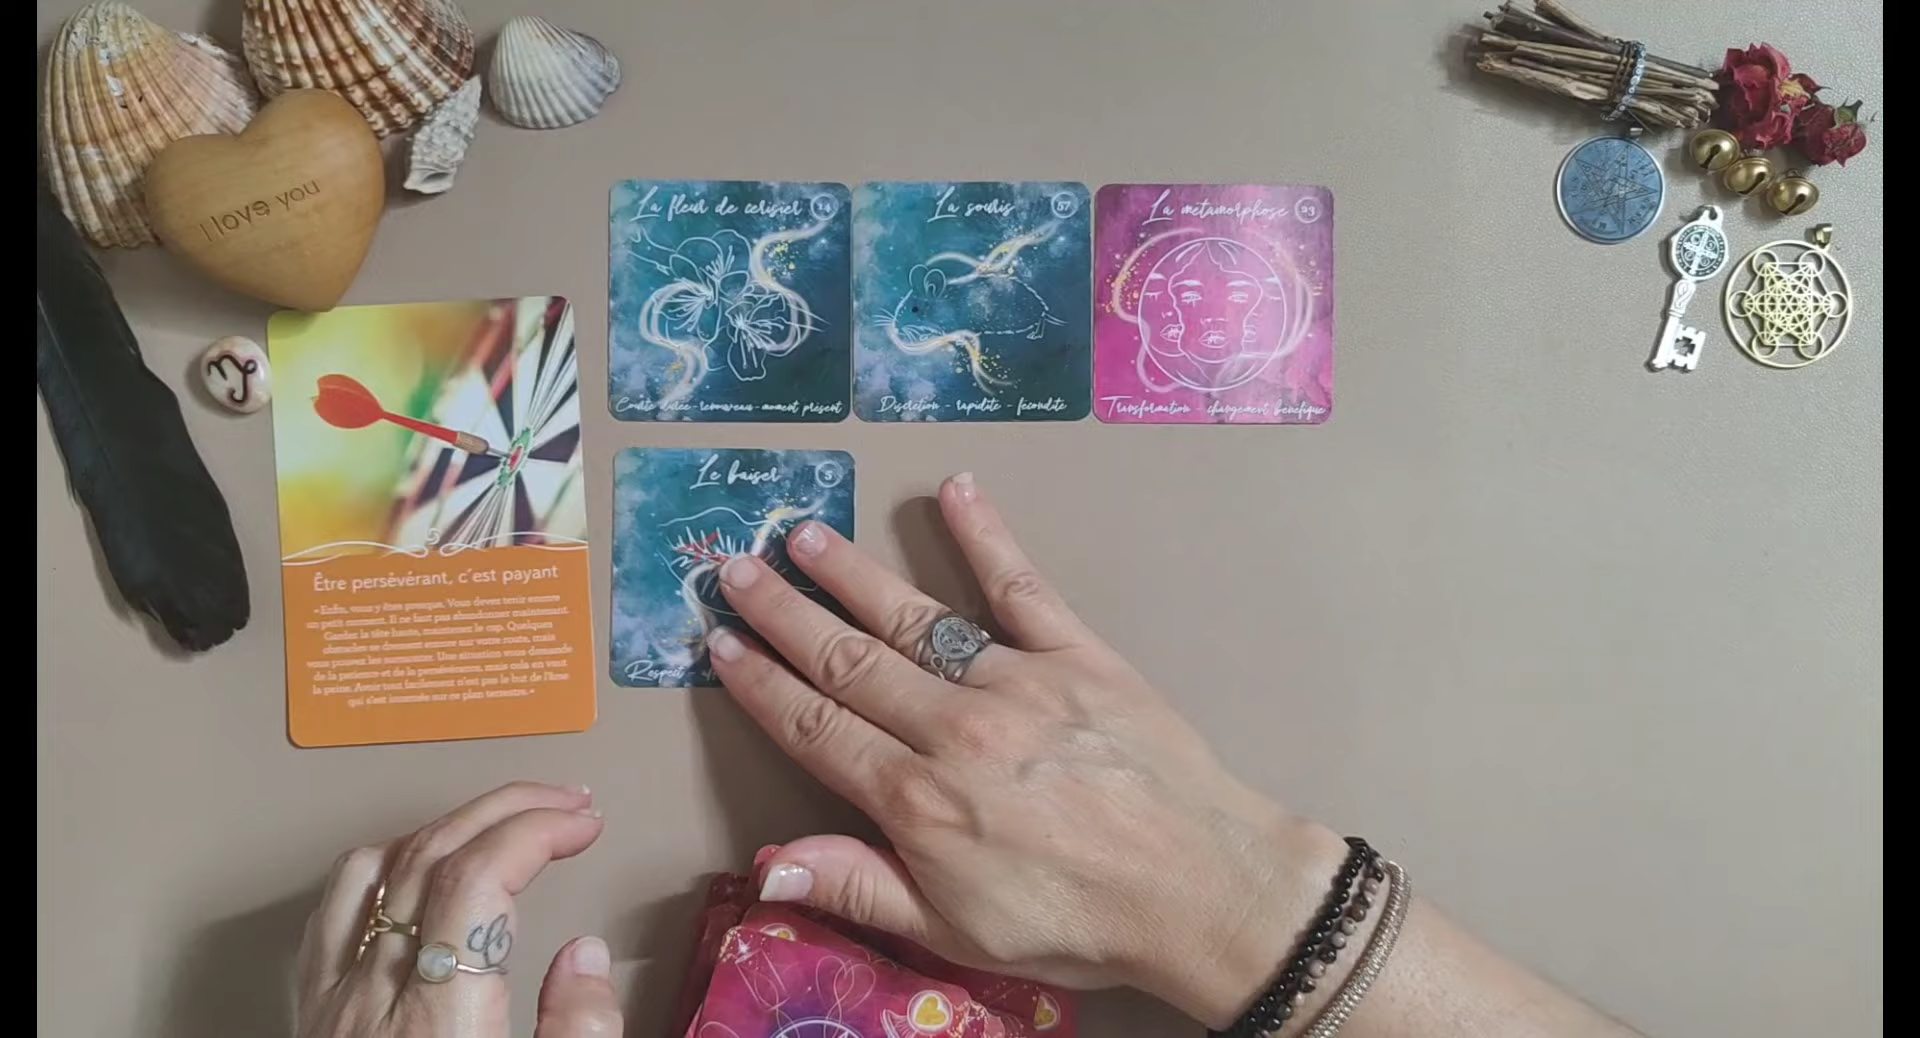 I love you
La fleur de cerisier 14
Courte durée - renouveau - moment présent
La souris 57
Discrétion - rapidité - fécondité
La métamorphose 23
Transformation - changement bénéfique
Le baiser 5
Respect
5
Être persévérant, c'est payant
"Enfin, vous y êtes presque. Vous devez tenir encore
un petit moment. Il ne faut pas abandonner maintenant.
Gardez la tête haute, maintenez le cap. Quelques
obstacles se dressent encore sur votre route, mais
vous pouvez les surmonter. Une situation vous demande
de la patience et de la persévérance, mais cela en vaut
la peine. Avoir tout facilement n'est pas le but de l'âme
qui s'est incarnée sur ce plan terrestre."